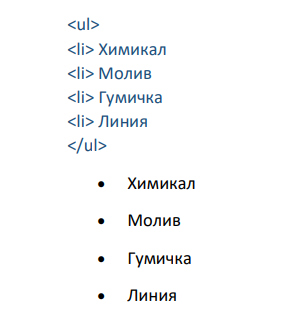 <ul>
<li> Химикал
<li> Молив
<li> Гумичка
<li> Линия
</ul>
• Химикал
• Молив
• Гумичка
• Линия